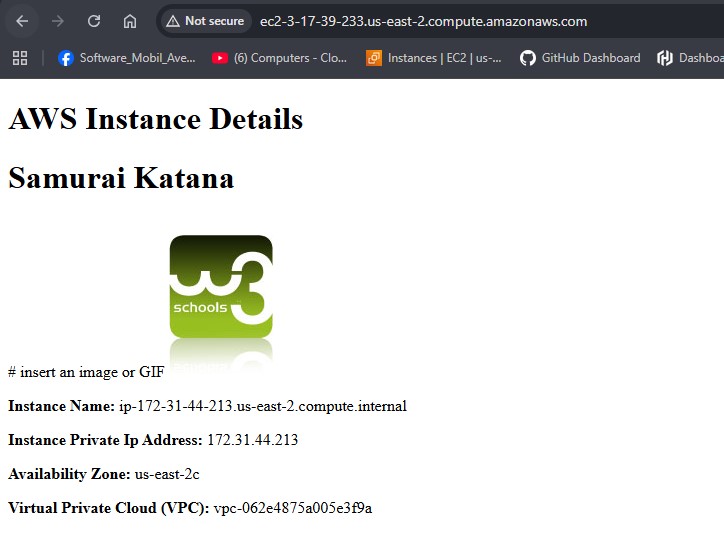 Not secure ec2-3-17-39-233.us-east-2.compute.amazonaws.com
Software_Mobil_Ave... (6) Computers - Clo... Instances | EC2 | us-... GitHub Dashboard Dashboa
AWS Instance Details
Samurai Katana
w3
schools
# insert an image or GIF
Instance Name: ip-172-31-44-213.us-east-2.compute.internal
Instance Private Ip Address: 172.31.44.213
Availability Zone: us-east-2c
Virtual Private Cloud (VPC): vpc-062e4875a005e3f9a